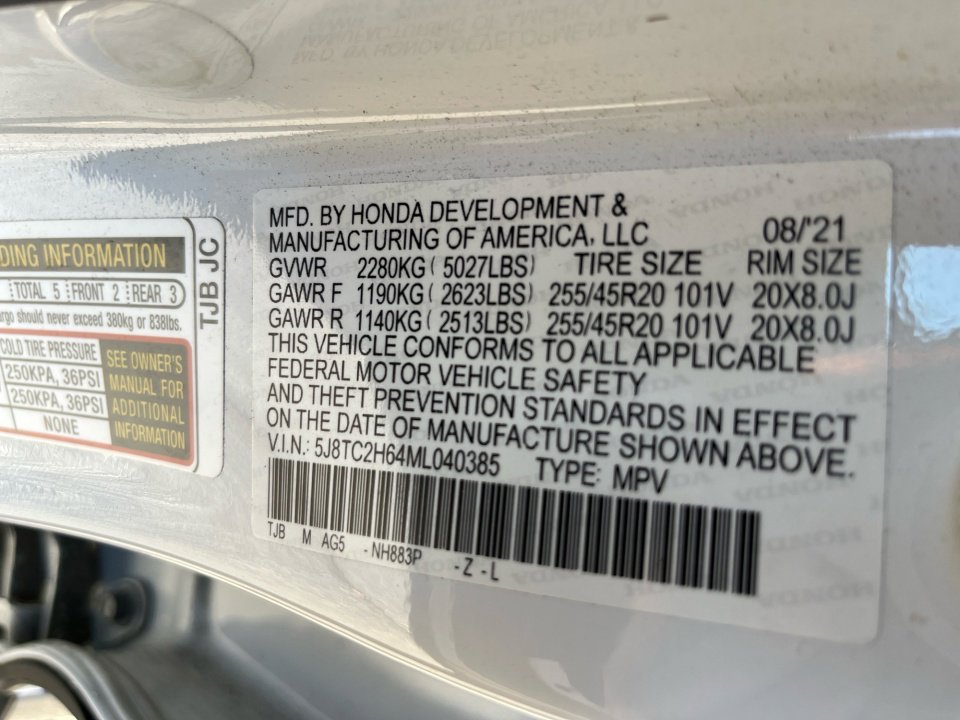 DING INFORMATION
TOTAL 5 FRONT 2 REAR 3
rgo should never exceed 380kg or 838lbs.
COLD TIRE PRESSURE
250KPA, 36PSI
250KPA, 36PSI
NONE
SEE OWNER'S
MANUAL FOR
ADDITIONAL
INFORMATION
TJB JC
MFD. BY HONDA DEVELOPMENT &
MANUFACTURING OF AMERICA, LLC 08/'21
GVWR 2280KG ( 5027LBS) TIRE SIZE RIM SIZE
GAWR F 1190KG ( 2623LBS) 255/45R20 101V 20X8.0J
GAWR R 1140KG ( 2513LBS) 255/45R20 101V 20X8.0J
THIS VEHICLE CONFORMS TO ALL APPLICABLE
FEDERAL MOTOR VEHICLE SAFETY
AND THEFT PREVENTION STANDARDS IN EFFECT
ON THE DATE OF MANUFACTURE SHOWN ABOVE.
V.I.N.: 5J8TC2H64ML040385 TYPE: MPV
TJB M AG5 -NH883P -Z-L